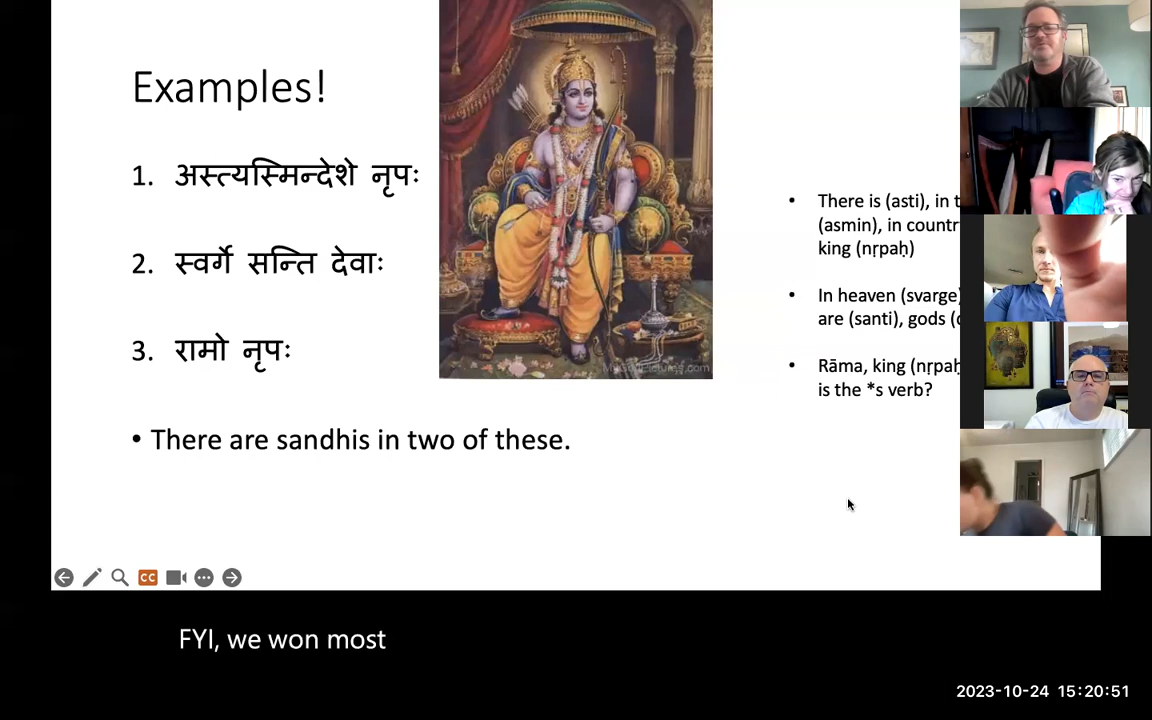 Examples!
1. अस्त्यस्मिन्देशे नृपः
2. स्वर्गे सन्ति देवाः
3. रामो नृपः
• There are sandhis in two of these.
• There is (asti), in
(asmin), in
king (nṛpaḥ)
• In heaven (svarge)
are (santi), gods
• Rāma, king
is the *s verb?
CC
FYI, we won most
2023-10-24 15:20:51